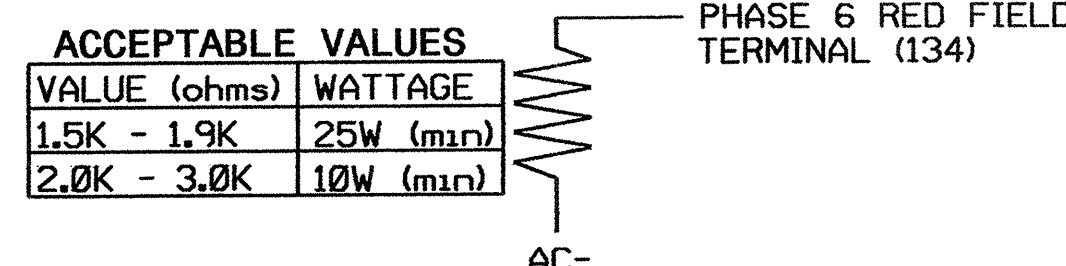 ACCEPTABLE VALUES
VALUE (ohms) WATTAGE
1.5K - 1.9K 25W (min)
2.0K - 3.0K 10W (min)
PHASE 6 RED FIELD
TERMINAL (134)
AC-